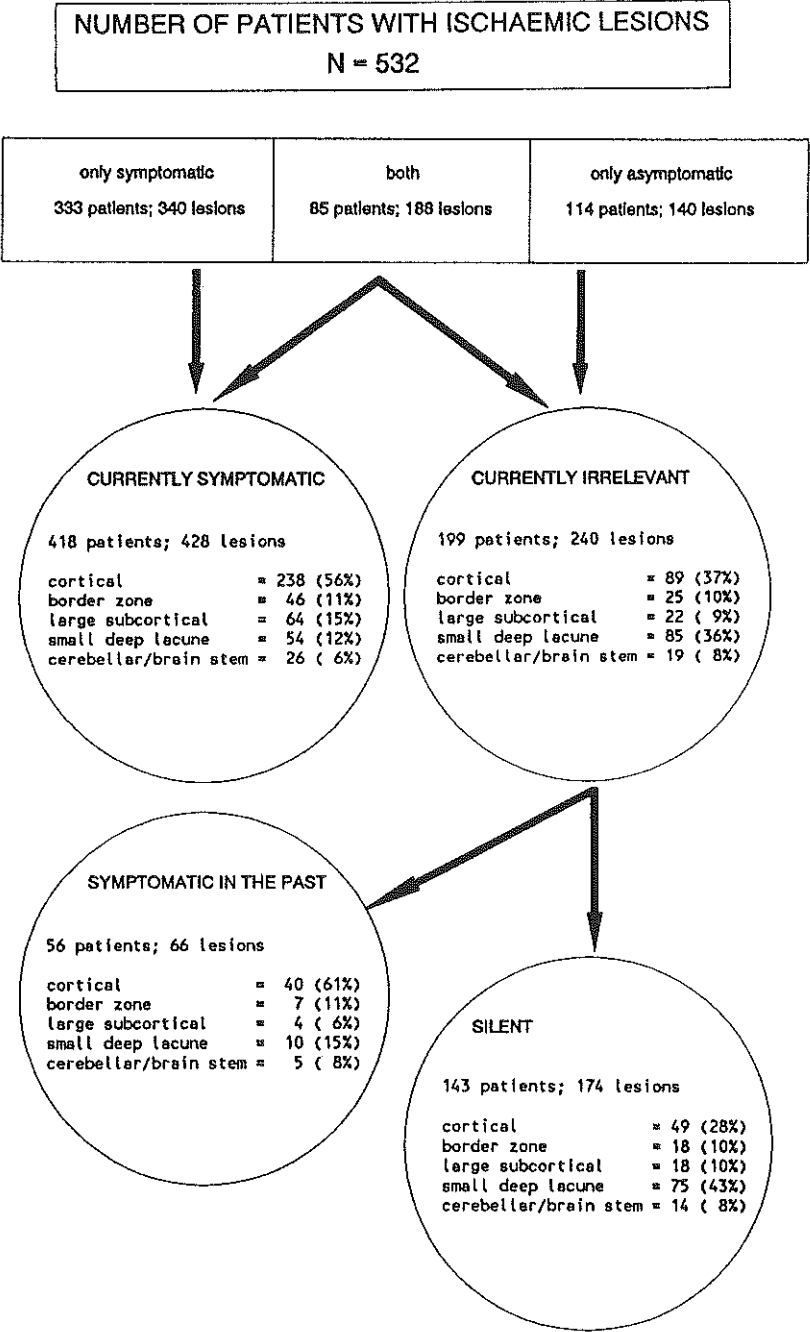 NUMBER OF PATIENTS WITH ISCHAEMIC LESIONS
N = 532
only symptomatic
333 patients; 340 lesions
both
85 patients; 188 lesions
only asymptomatic
114 patients; 140 lesions
CURRENTLY SYMPTOMATIC
418 patients; 428 lesions
cortical = 238 (56%)
border zone = 46 (11%)
large subcortical = 64 (15%)
small deep lacune = 54 (12%)
cerebellar/brain stem = 26 ( 6%)
CURRENTLY IRRELEVANT
199 patients; 240 lesions
cortical = 89 (37%)
border zone = 25 (10%)
large subcortical = 22 ( 9%)
small deep lacune = 85 (36%)
cerebellar/brain stem = 19 ( 8%)
SYMPTOMATIC IN THE PAST
56 patients; 66 lesions
cortical = 40 (61%)
border zone = 7 (11%)
large subcortical = 4 ( 6%)
small deep lacune = 10 (15%)
cerebellar/brain stem = 5 ( 8%)
SILENT
143 patients; 174 lesions
cortical = 49 (28%)
border zone = 18 (10%)
large subcortical = 18 (10%)
small deep lacune = 75 (43%)
cerebellar/brain stem = 14 ( 8%)